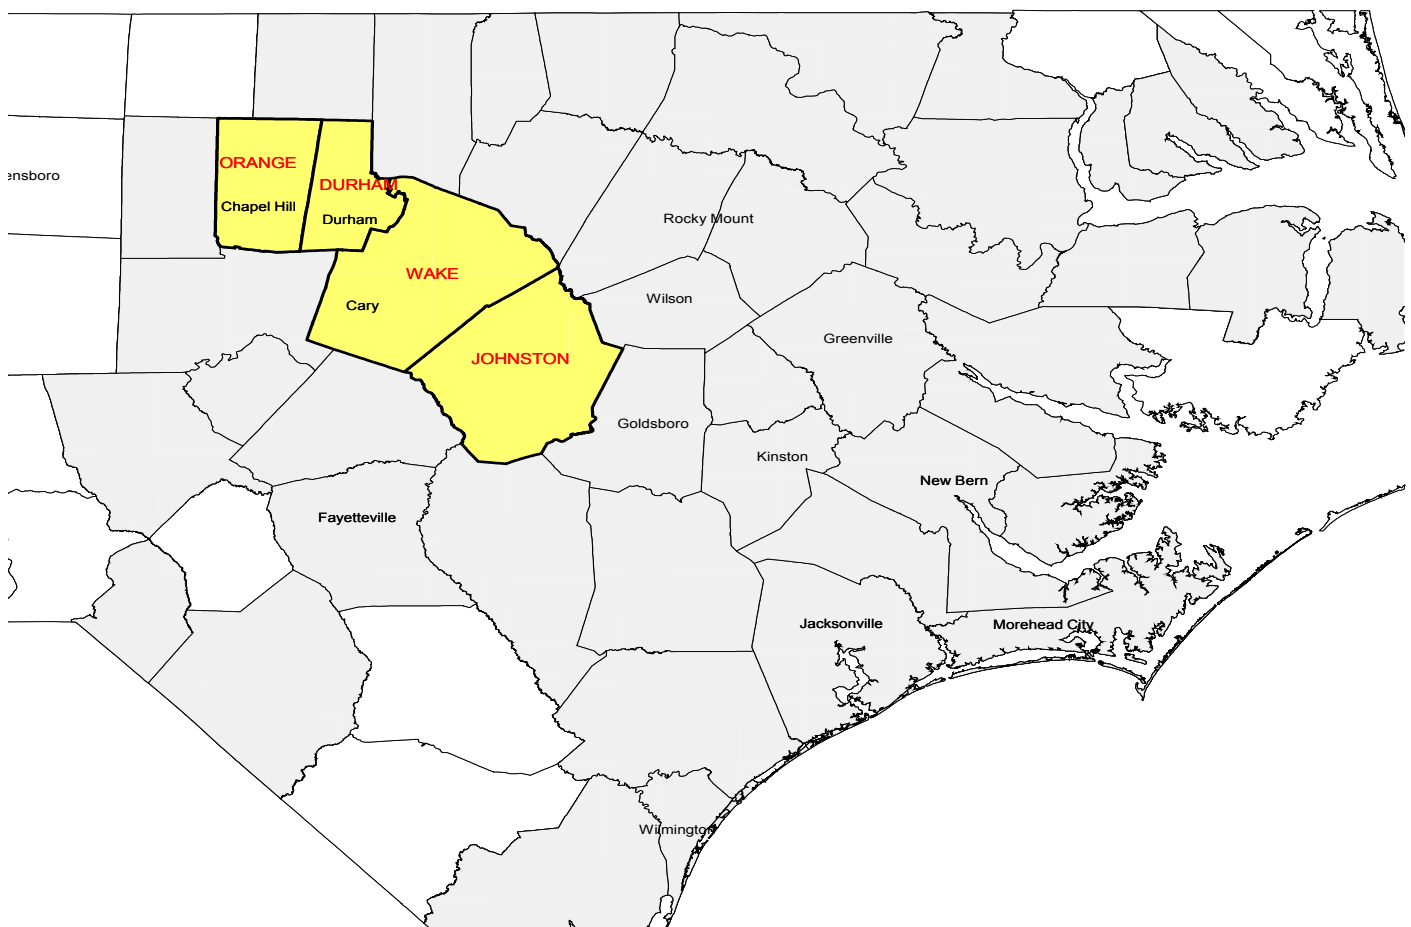 ORANGE
ensboro
DURHAM
Chapel Hill
Durham
Rocky Mount
WAKE
Cary
Wilson
Greenville
JOHNSTON
Goldsboro
Kinston
New Bern
Fayetteville
Jacksonville
Morehead City
Wilmington